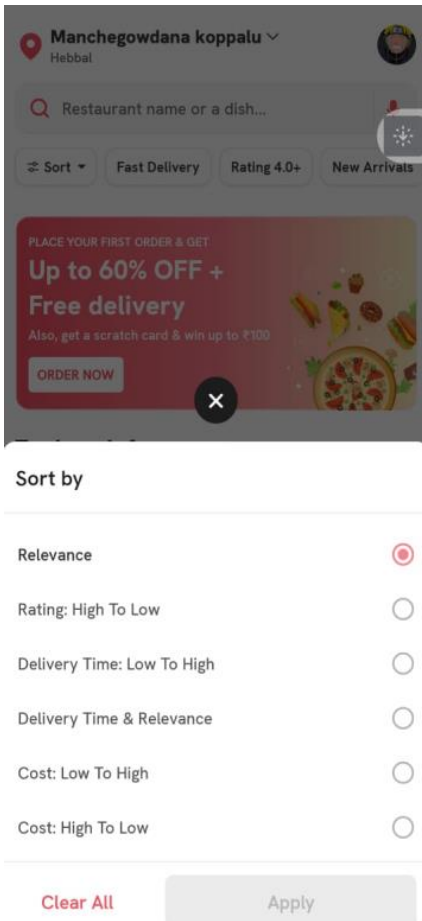 Manchegowdana koppalu
Hebbal
Restaurant name or a dish...
Sort Fast Delivery Rating 4.0+ New Arrivals
PLACE YOUR FIRST ORDER & GET
Up to 60% OFF +
Free delivery
Also, get a scratch card & win up to ₹100
ORDER NOW
Sort by
Relevance
Rating: High To Low
Delivery Time: Low To High
Delivery Time & Relevance
Cost: Low To High
Cost: High To Low
Clear All Apply